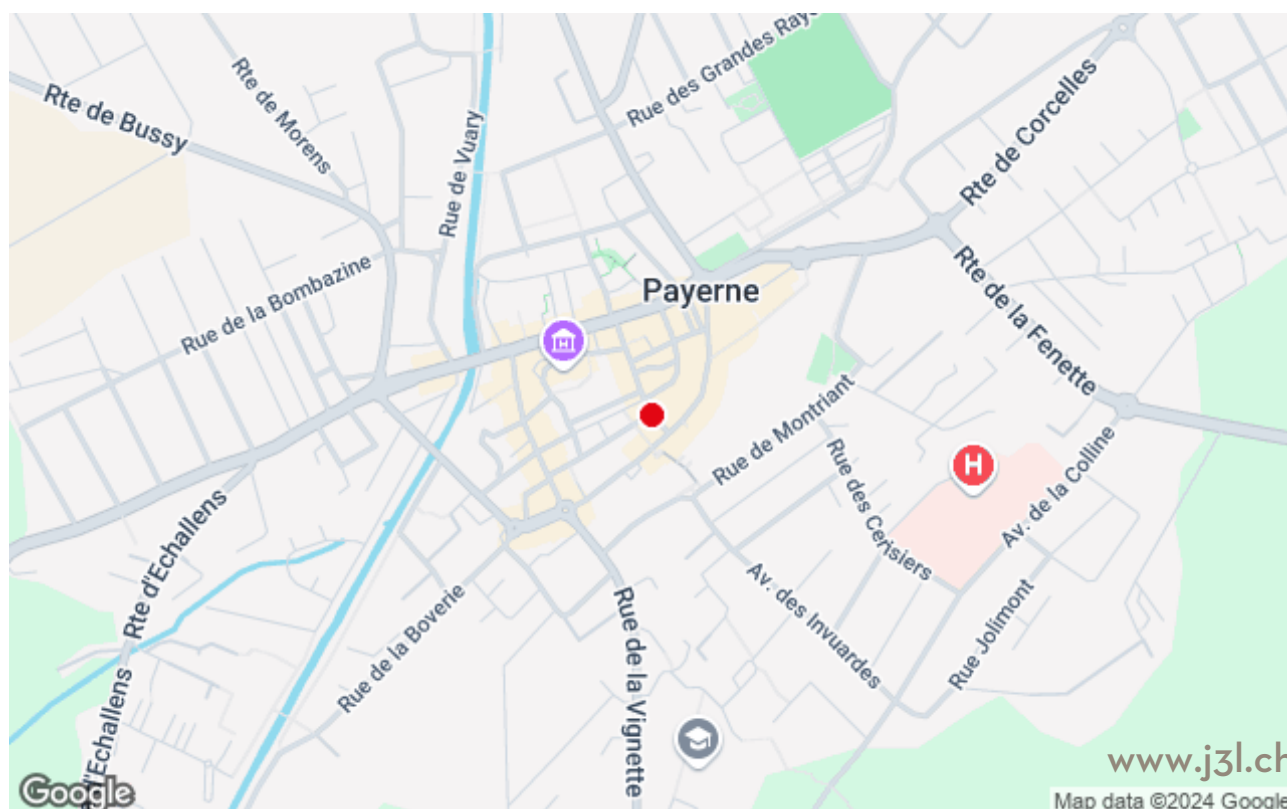 Rue des Grandes Ray
Rte de Bussy
Rte de Morens
Rue de Vuary
Rte de Corcelles
Rue de la Bombazine
Payerne
Rte de la Fenette
H
Rue de Montriant
Rue des Cerisiers
H
Av. de la Colline
Rte d'Echallens
Rue de la Boverie
Rue de la Vignette
Av. des Invuardes
Rue Jolimont
d'Echallens
www.j3l.ch
Google
Map data ©2024 Google